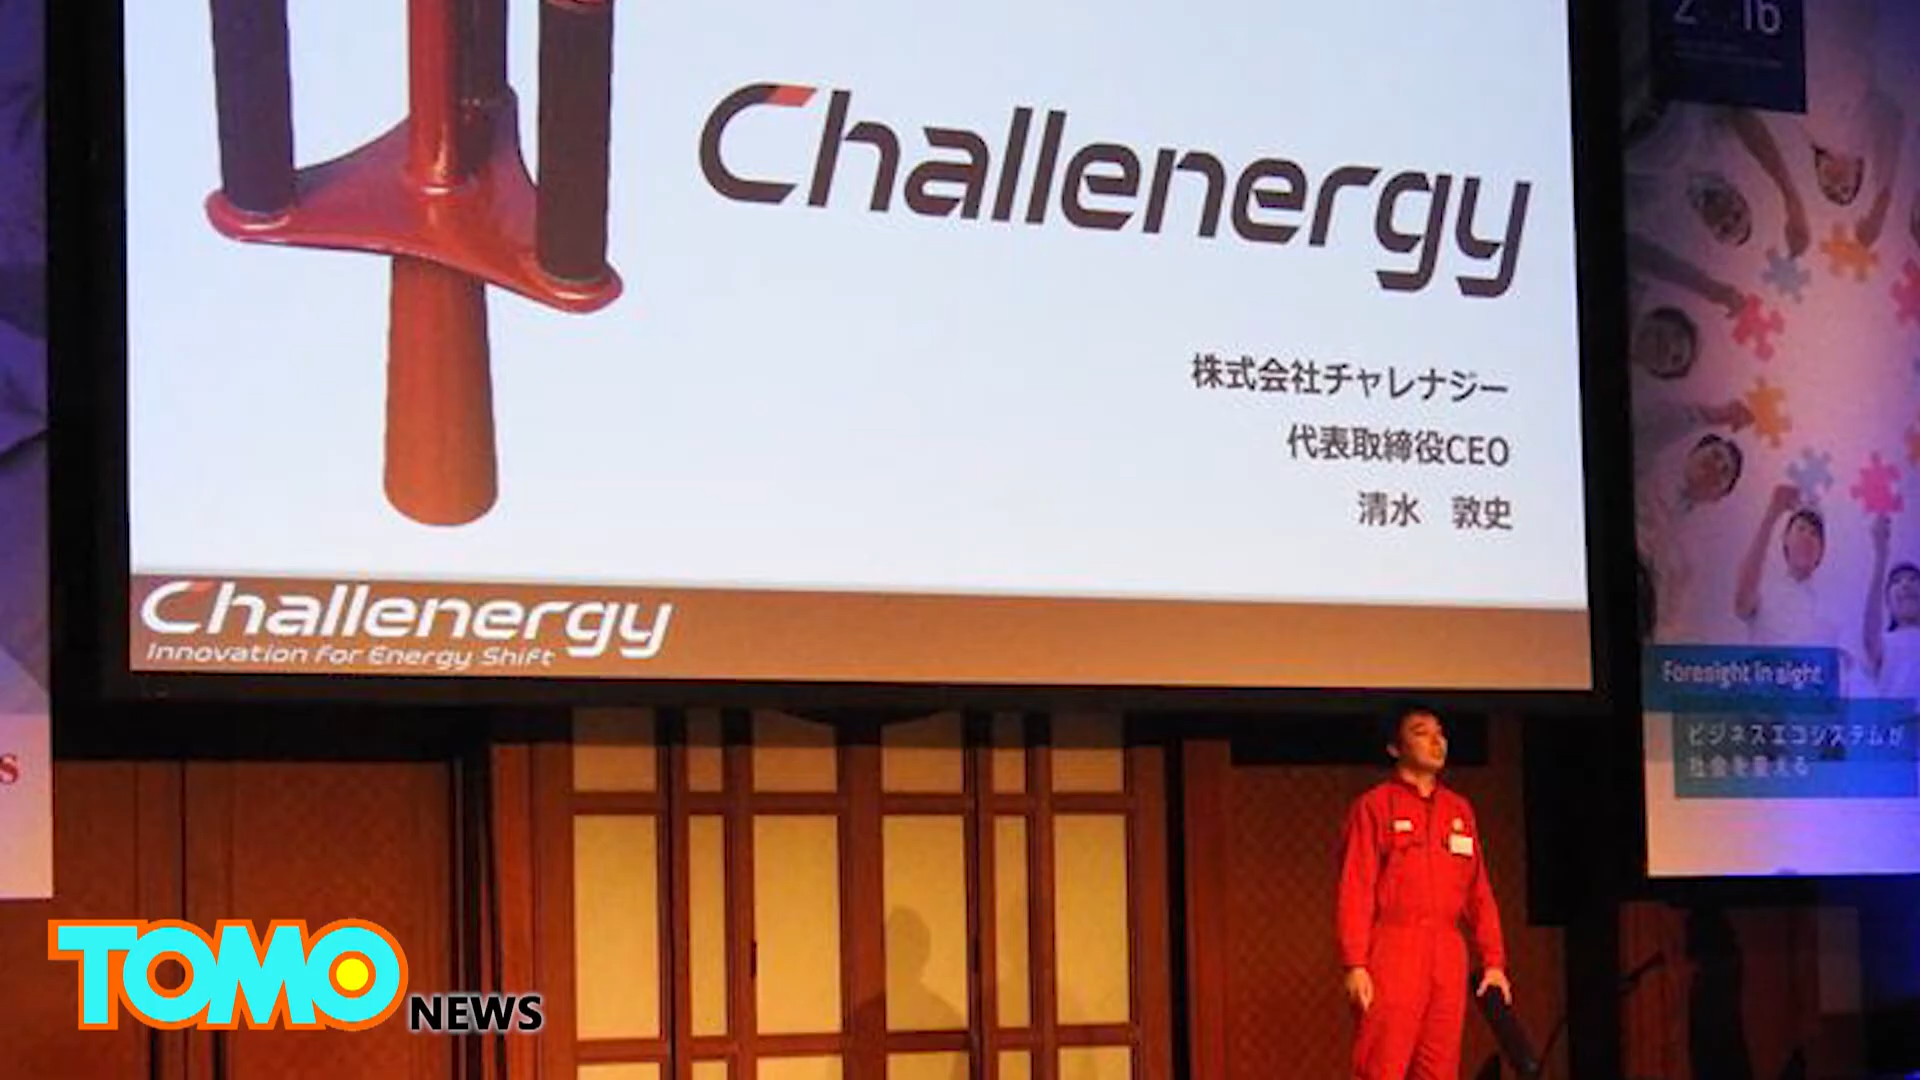 16
Challenergy
株式会社チャレナジー
代表取締役CEO
清水 敦史
Challenergy
Innovation for Energy Shift
Foresight in sight
ビジネスエコシステムが
社会を変える
S
TOMO NEWS